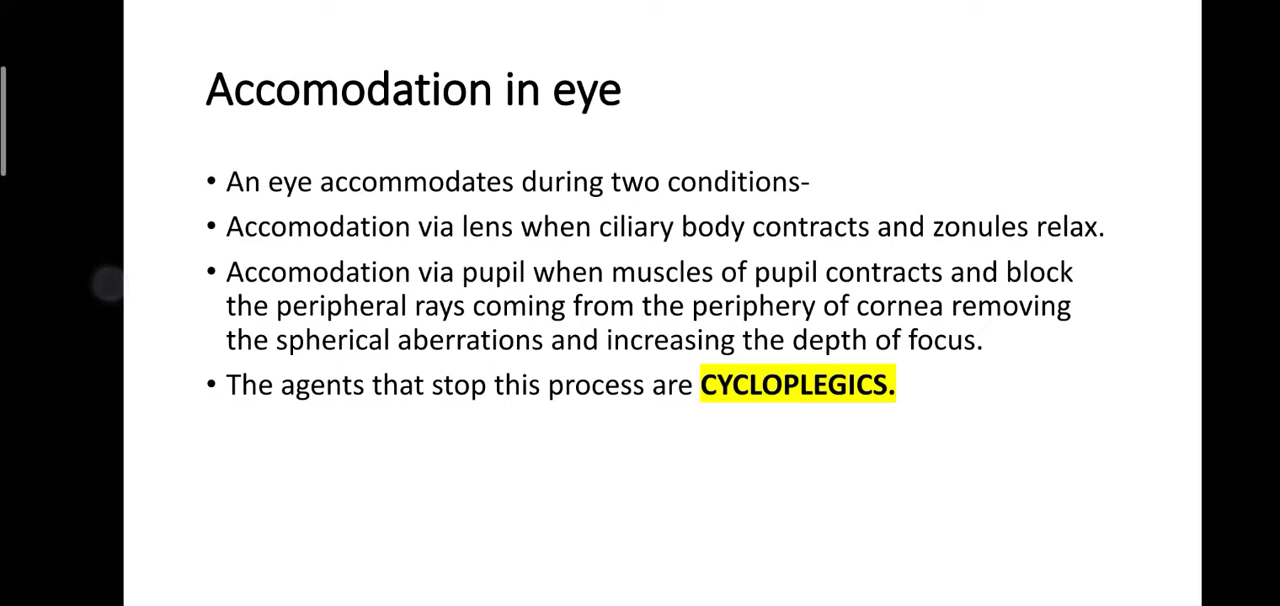 Accomodation in eye
• An eye accommodates during two conditions-
• Accomodation via lens when ciliary body contracts and zonules relax.
• Accomodation via pupil when muscles of pupil contracts and block
the peripheral rays coming from the periphery of cornea removing
the spherical aberrations and increasing the depth of focus.
• The agents that stop this process are CYCLOPLEGICS.